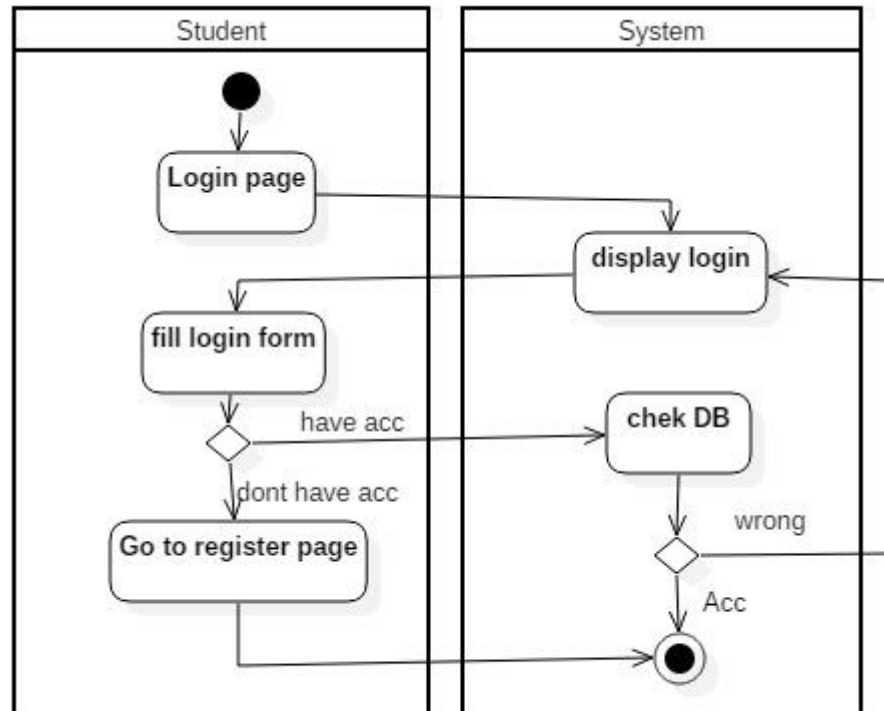 Student
System
Login page
display login
fill login form
have acc
chek DB
dont have acc
wrong
Go to register page
Acc